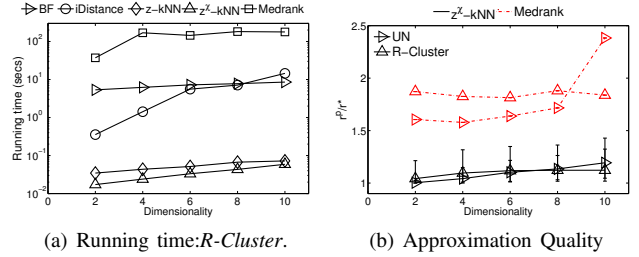 BF iDistance z-kNN zχ-kNN Medrank
Running time (secs)
10²
10¹
10⁰
10⁻¹
10⁻²
0 2 4 6 8 10
Dimensionality
(a) Running time:R-Cluster.
zχ-kNN Medrank
UN
R-Cluster
rᵖ/r*
2.5
2
1.5
1
0 2 4 6 8 10
Dimensionality
(b) Approximation Quality